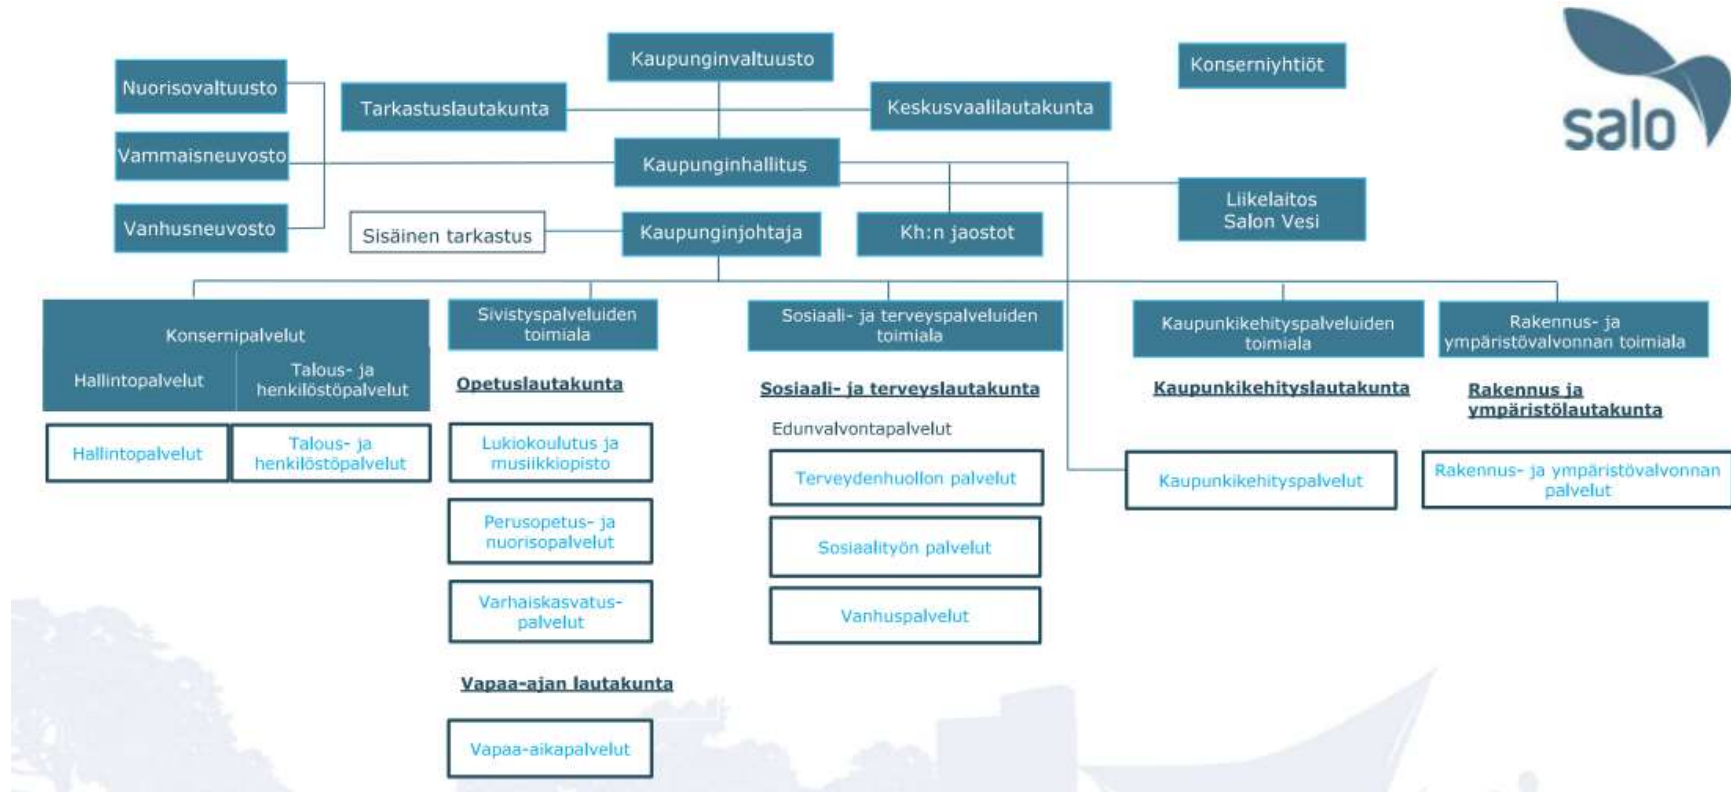 Kaupunginvaltuusto
Konserniyhtiöt
salo
Nuorisovaltuusto
Tarkastuslautakunta
Keskusvaalilautakunta
Vammaisneuvosto
Kaupunginhallitus
Vanhusneuvosto
Sisäinen tarkastus
Kaupunginjohtaja
Kh:n jaostot
Liikelaitos
Salon Vesi
Konsernipalvelut
Hallintopalvelut
Talous- ja
henkilöstöpalvelut
Hallintopalvelut
Talous- ja
henkilöstöpalvelut
Sivistyspalveluiden
toimiala
Opetuslautakunta
Lukiokoulutus ja
musiikkiopisto
Perusopetus- ja
nuorisopalvelut
Varhaiskasvatus-
palvelut
Vapaa-ajan lautakunta
Vapaa-aikapalvelut
Sosiaali- ja terveyspalveluiden
toimiala
Sosiaali- ja terveyslautakunta
Edunvalvontapalvelut
Terveydenhuollon palvelut
Sosiaalityön palvelut
Vanhuspalvelut
Kaupunkikehityspalveluiden
toimiala
Kaupunkikehityslautakunta
Kaupunkikehityspalvelut
Rakennus- ja
ympäristövalvonnan toimiala
Rakennus ja
ympäristölautakunta
Rakennus- ja ympäristövalvonnan
palvelut